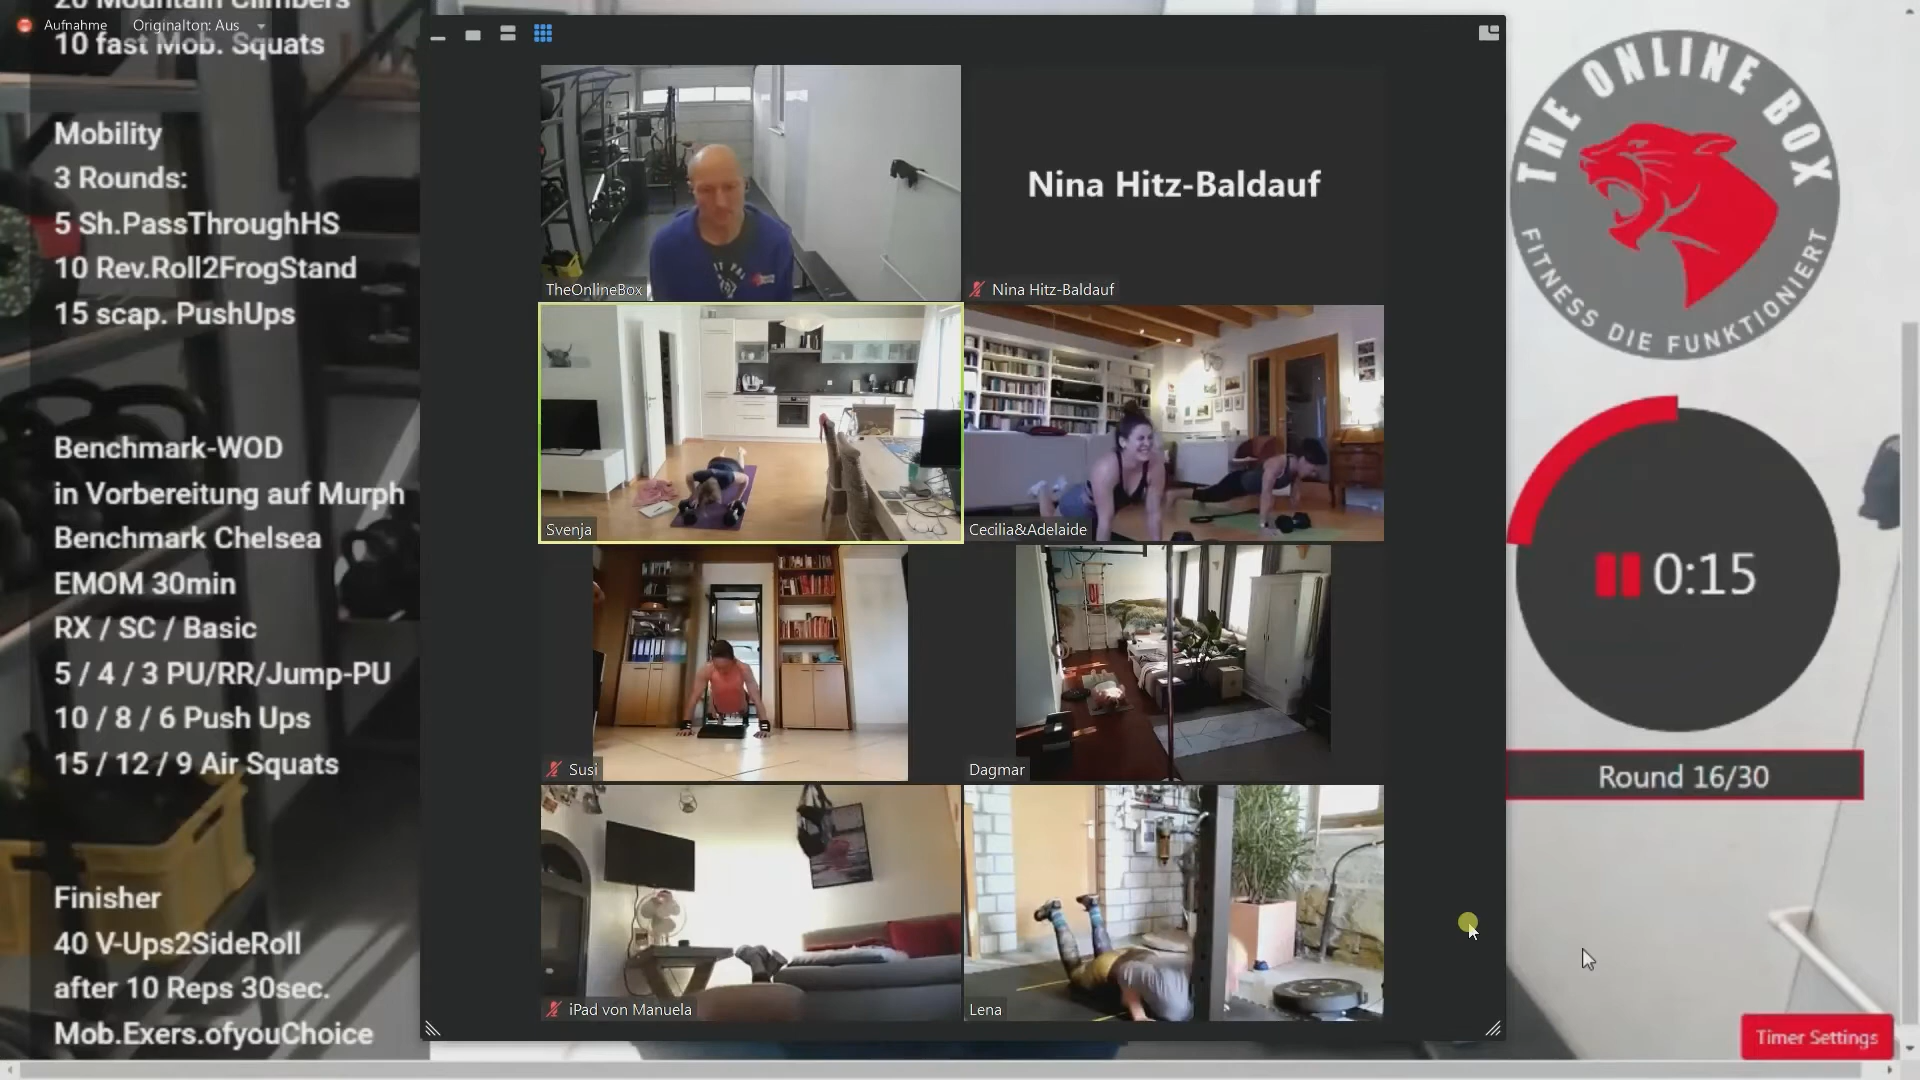 20 Mountain Climbers
Aufnahme
Originalton: Aus
10 fast Mob. Squats
Mobility
3 Rounds:
5 Sh.PassThroughHS
10 Rev.Roll2FrogStand
15 scap. PushUps
Benchmark-WOD
in Vorbereitung auf Murph
Benchmark Chelsea
EMOM 30min
RX / SC / Basic
5 / 4 / 3 PU/RR/Jump-PU
10 / 8 / 6 Push Ups
15 / 12 / 9 Air Squats
Finisher
40 V-Ups2SideRoll
after 10 Reps 30sec.
Mob.Exers.ofyouChoice
TheOnlineBox
Nina Hitz-Baldauf
Nina Hitz-Baldauf
Svenja
Cecilia&Adelaide
Susi
Dagmar
iPad von Manuela
Lena
THE ONLINE BOX
FITNESS DIE FUNKTIONIERT
0:15
Round 16/30
Timer Settings